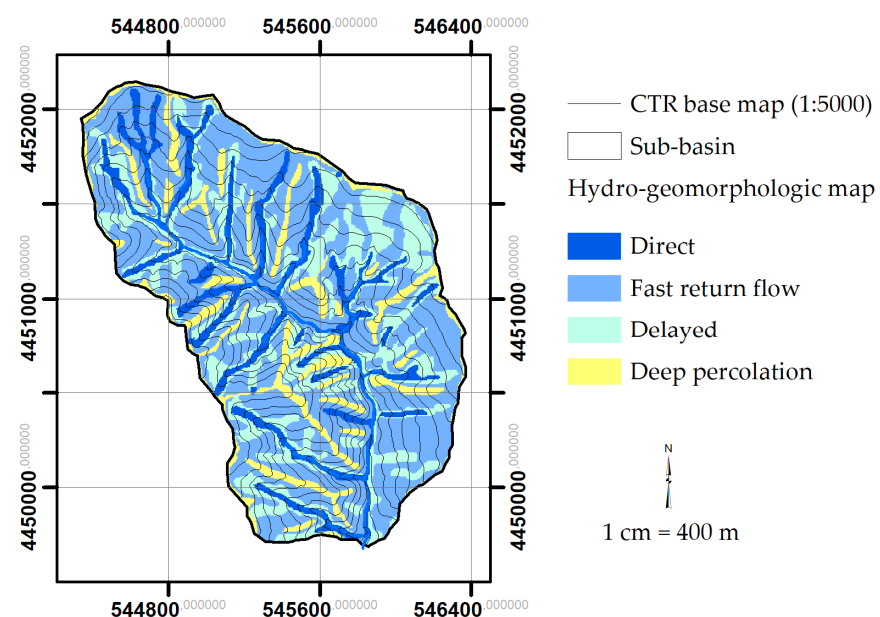 544800.000000 545600.000000 546400.000000
4452000.000000
4451000.000000
4450000.000000
4452000.000000
4451000.000000
4450000.000000
544800.000000 545600.000000 546400.000000
CTR base map (1:5000)
Sub-basin
Hydro-geomorphologic map
Direct
Fast return flow
Delayed
Deep percolation
N
1 cm = 400 m